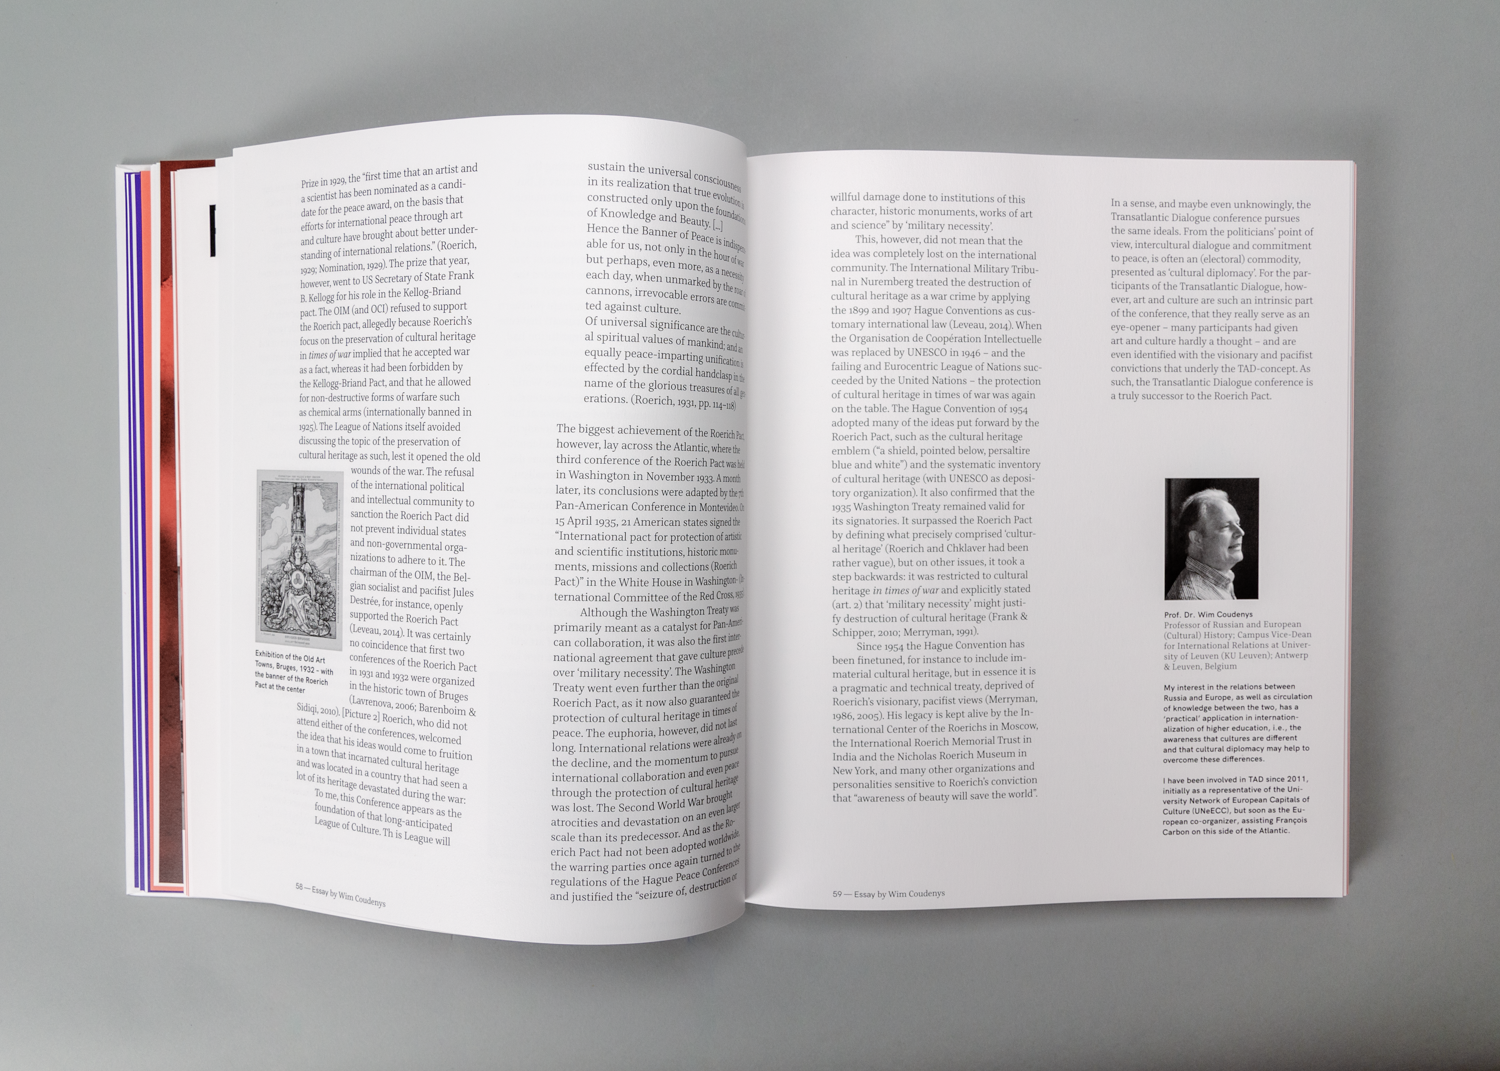 Prize in 1929, the “first time that an artist and
a scientist has been nominated as a candi-
date for the peace award, on the basis that
efforts for international peace through art
and culture have brought about better under-
standing of international relations.” (Roerich,
1929; Nomination, 1929). The prize that year,
however, went to US Secretary of State Frank
B. Kellogg for his role in the Kellog-Briand
pact. The OIM (and OCI) refused to support
the Roerich pact, allegedly because Roerich’s
focus on the preservation of cultural heritage
in times of war implied that he accepted war
as a fact, whereas it had been forbidden by
the Kellogg-Briand Pact, and that he allowed
for non-destructive forms of warfare such
as chemical arms (internationally banned in
1925). The League of Nations itself avoided
discussing the topic of the preservation of
cultural heritage as such, lest it opened the old
wounds of the war. The refusal
of the international political
and intellectual community to
sanction the Roerich Pact did
not prevent individual states
and non-governmental orga-
nizations to adhere to it. The
chairman of the OIM, the Bel-
gian socialist and pacifist Jules
Destrée, for instance, openly
supported the Roerich Pact
(Leveau, 2014). It was certainly
no coincidence that first two
conferences of the Roerich Pact
in 1931 and 1932 were organized
in the historic town of Bruges
(Lavrenova, 2006; Barenboim &
Sidiqi, 2010). [Picture 2] Roerich, who did not
attend either of the conferences, welcomed
the idea that his ideas would come to fruition
in a town that incarnated cultural heritage
and was located in a country that had seen a
lot of its heritage devastated during the war:
To me, this Conference appears as the
foundation of that long-anticipated
League of Culture. Th is League will
Exhibition of the Old Art
Towns, Bruges, 1932 – with
the banner of the Roerich
Pact at the center
58 — Essay by Wim Coudenys
sustain the universal consciousness
in its realization that true evolution is
constructed only upon the foundation
of Knowledge and Beauty. [...]
Hence the Banner of Peace is
able for us, not only in the hour of war
but perhaps, even more, as a necessity
each day, when unmarked by the
cannons, irrevocable errors are
ted against culture.
Of universal significance are the
al spiritual values of mankind; and an
equally peace-imparting unification is
effected by the cordial handclasp in the
name of the glorious treasures of all
erations. (Roerich, 1931, pp. 114-118)
The biggest achievement of the Roerich Pact,
however, lay across the Atlantic, where the
third conference of the Roerich Pact was held
in Washington in November 1933. A month
later, its conclusions were adapted by the 7th
Pan-American Conference in Montevideo. On
15 April 1935, 21 American states signed the
“International pact for protection of artistic
and scientific institutions, historic monu-
ments, missions and collections (Roerich
Pact)” in the White House in Washington
ternational Committee of the Red Cross,
Although the Washington Treaty was
primarily meant as a catalyst for Pan-Ameri-
can collaboration, it was also the first inter-
national agreement that gave culture
over ‘military necessity’. The Washington
Treaty went even further than the original
Roerich Pact, as it now also guaranteed the
protection of cultural heritage in times of
peace. The euphoria, however, did not last
long. International relations were already on
the decline, and the momentum to pursue
international collaboration and even peace
through the protection of cultural heritage
was lost. The Second World War brought
atrocities and devastation on an even larger
scale than its predecessor. And as the Ro-
erich Pact had not been adopted worldwide,
the warring parties once again turned to the
regulations of the Hague Peace Conferences
and justified the “seizure of, destruction or
willful damage done to institutions of this
character, historic monuments, works of art
and science” by ‘military necessity’.
This, however, did not mean that the
idea was completely lost on the international
community. The International Military Tribu-
nal in Nuremberg treated the destruction of
cultural heritage as a war crime by applying
the 1899 and 1907 Hague Conventions as cus-
tomary international law (Leveau, 2014). When
the Organisation de Coopération Intellectuelle
was replaced by UNESCO in 1946 – and the
failing and Eurocentric League of Nations suc-
ceeded by the United Nations – the protection
of cultural heritage in times of war was again
on the table. The Hague Convention of 1954
adopted many of the ideas put forward by the
Roerich Pact, such as the cultural heritage
emblem (“a shield, pointed below, persaltire
blue and white”) and the systematic inventory
of cultural heritage (with UNESCO as deposi-
tory organization). It also confirmed that the
1935 Washington Treaty remained valid for
its signatories. It surpassed the Roerich Pact
by defining what precisely comprised ‘cultur-
al heritage’ (Roerich and Chklaver had been
rather vague), but on other issues, it took a
step backwards: it was restricted to cultural
heritage in times of war and explicitly stated
(art. 2) that ‘military necessity’ might justi-
fy destruction of cultural heritage (Frank &
Schipper, 2010; Merryman, 1991).
Since 1954 the Hague Convention has
been finetuned, for instance to include im-
material cultural heritage, but in essence it is
a pragmatic and technical treaty, deprived of
Roerich’s visionary, pacifist views (Merryman,
1986, 2005). His legacy is kept alive by the In-
ternational Center of the Roerichs in Moscow,
the International Roerich Memorial Trust in
India and the Nicholas Roerich Museum in
New York, and many other organizations and
personalities sensitive to Roerich’s conviction
that “awareness of beauty will save the world”.
59 — Essay by Wim Coudenys
In a sense, and maybe even unknowingly, the
Transatlantic Dialogue conference pursues
the same ideals. From the politicians’ point of
view, intercultural dialogue and commitment
to peace, is often an (electoral) commodity,
presented as ‘cultural diplomacy’. For the par-
ticipants of the Transatlantic Dialogue, how-
ever, art and culture are such an intrinsic part
of the conference, that they really serve as an
eye-opener – many participants had given
art and culture hardly a thought – and are
even identified with the visionary and pacifist
convictions that underly the TAD-concept. As
such, the Transatlantic Dialogue conference is
a truly successor to the Roerich Pact.
Prof. Dr. Wim Coudenys
Professor of Russian and European
(Cultural) History; Campus Vice-Dean
for International Relations at Univer-
sity of Leuven (KU Leuven); Antwerp
& Leuven, Belgium
My interest in the relations between
Russia and Europe, as well as circulation
of knowledge between the two, has a
‘practical’ application in internation-
alization of higher education, i.e., the
awareness that cultures are different
and that cultural diplomacy may help to
overcome these differences.
I have been involved in TAD since 2011,
initially as a representative of the Uni-
versity Network of European Capitals of
Culture (UNeECC), but soon as the Eu-
ropean co-organizer, assisting François
Carbon on this side of the Atlantic.